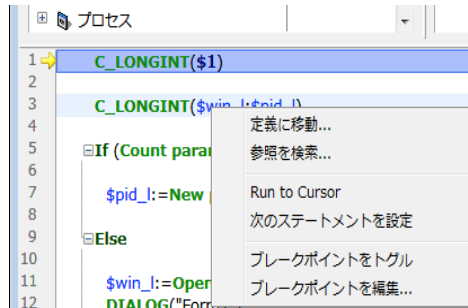 プロセス
1 C_LONGINT($1)
2
3 C_LONGINT($win_l;$pid_l)
4
5 If (Count para
6
7 $pid_l:=New
8
9 Else
10
11 $win_l:=Oper
12 DIALOG("For
定義に移動...
参照を検索...
Run to Cursor
次のステートメントを設定
ブレークポイントをトグル
ブレークポイントを編集...